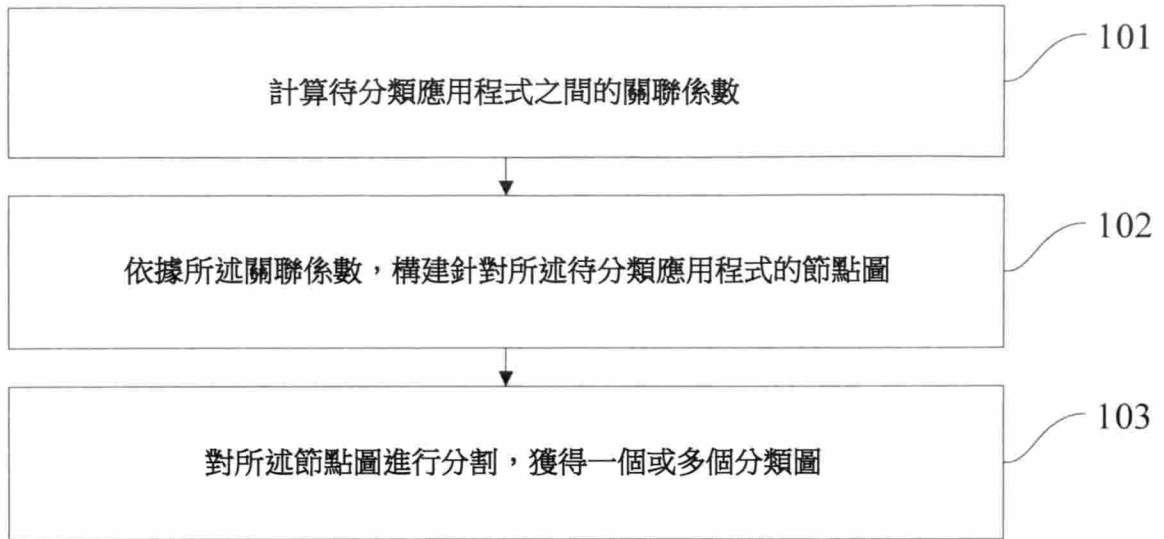 101
計算待分類應用程式之間的關聯係數
102
依據所述關聯係數，構建針對所述待分類應用程式的節點圖
103
對所述節點圖進行分割，獲得一個或多個分類圖